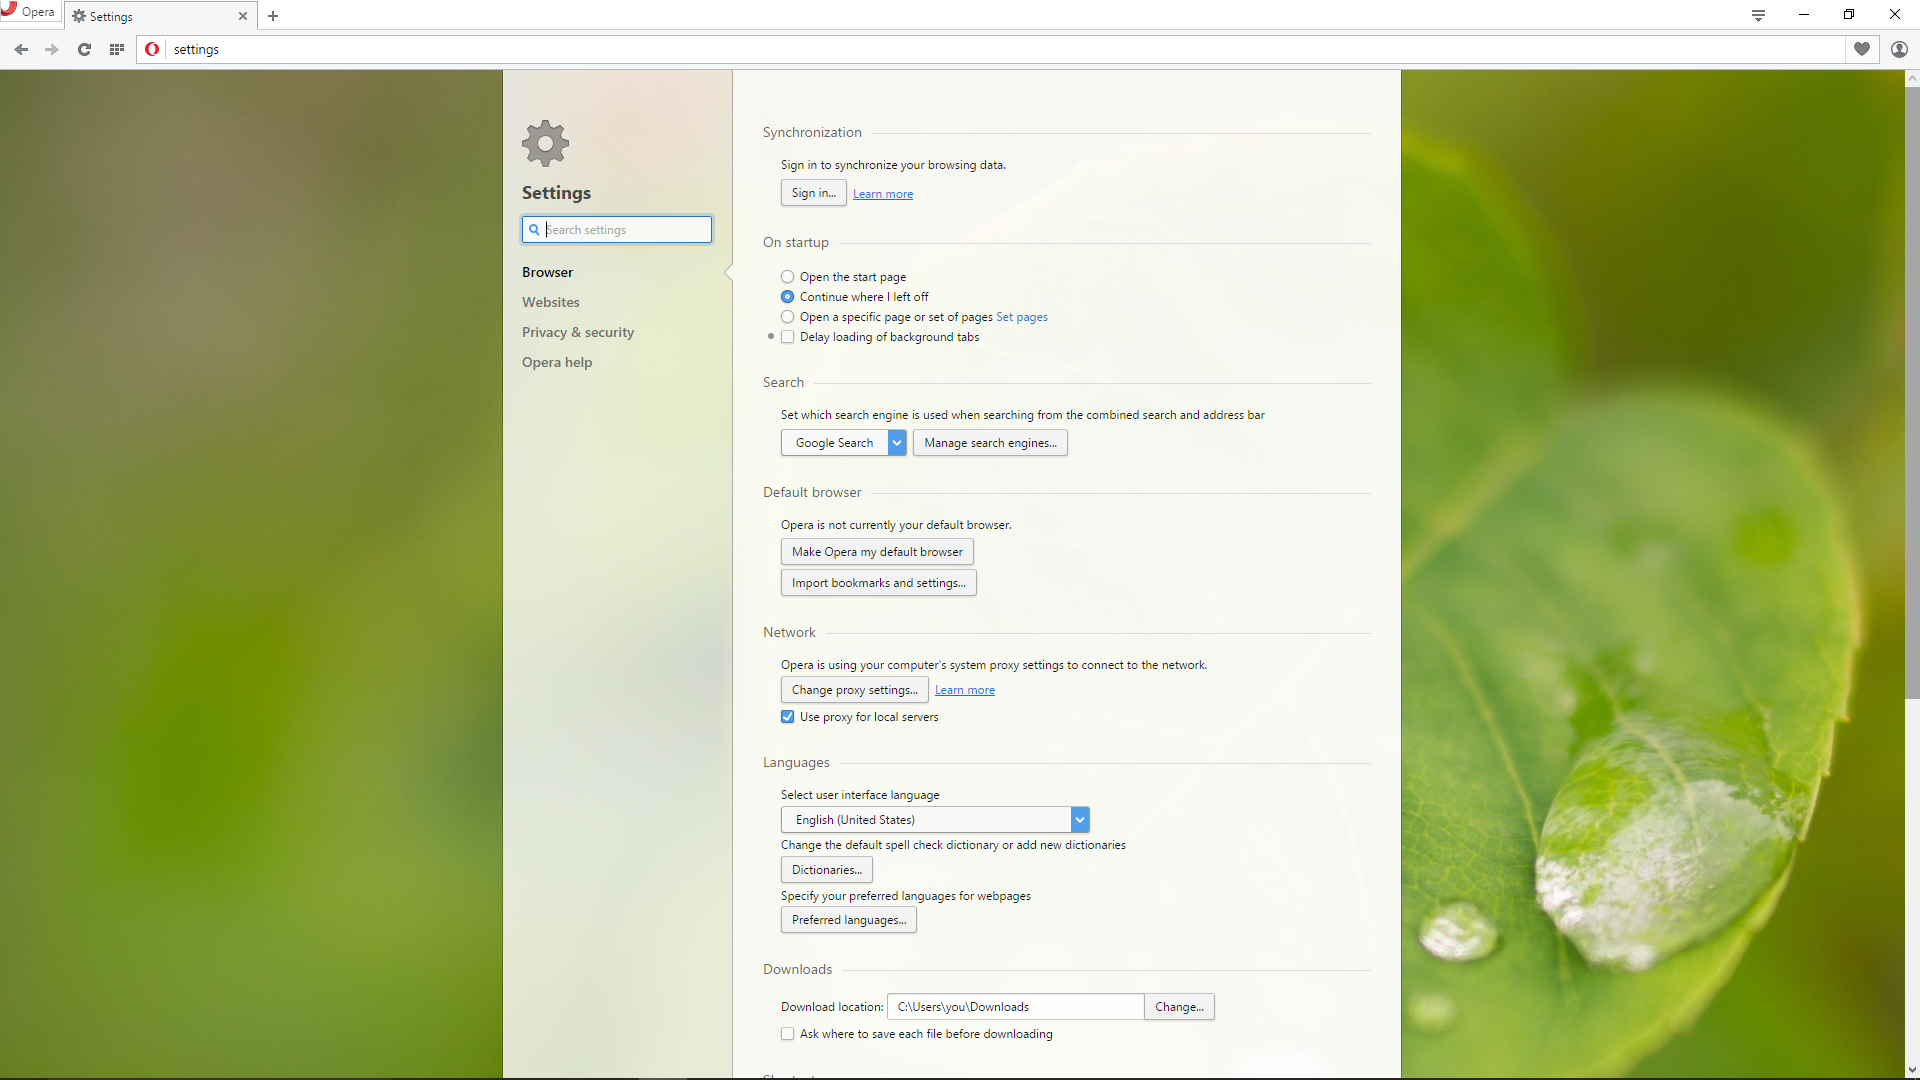 Opera
Settings
settings
Settings
Search settings
Browser
Websites
Privacy & security
Opera help
Synchronization
Sign in to synchronize your browsing data.
Sign in... Learn more
On startup
Open the start page
Continue where I left off
Open a specific page or set of pages Set pages
Delay loading of background tabs
Search
Set which search engine is used when searching from the combined search and address bar
Google Search Manage search engines...
Default browser
Opera is not currently your default browser.
Make Opera my default browser
Import bookmarks and settings...
Network
Opera is using your computer's system proxy settings to connect to the network.
Change proxy settings... Learn more
Use proxy for local servers
Languages
Select user interface language
English (United States)
Change the default spell check dictionary or add new dictionaries
Dictionaries...
Specify your preferred languages for webpages
Preferred languages...
Downloads
Download location: C:\Users\you\Downloads Change...
Ask where to save each file before downloading